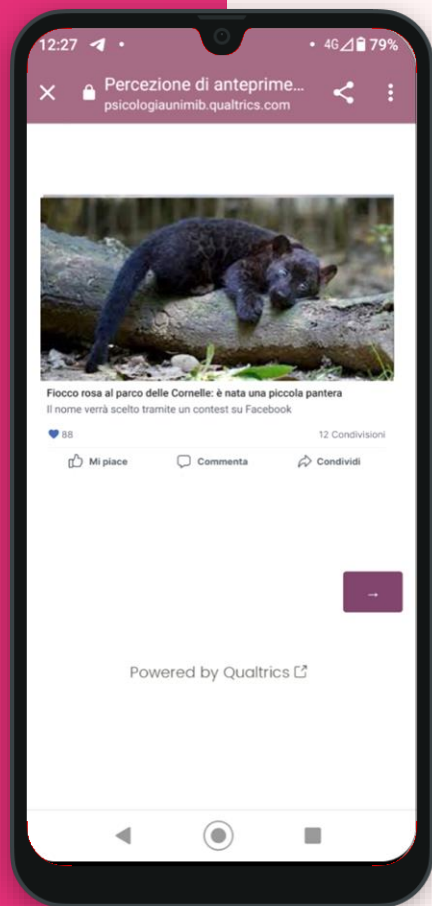 12:27
4G 79%
Percezione di anteprime...
psicologiaunimib.qualtrics.com
Fiocco rosa al parco delle Cornelle: è nata una piccola pantera
Il nome verrà scelto tramite un contest su Facebook
88
12 Condivisioni
Mi piace
Commenta
Condividi
→
Powered by Qualtrics